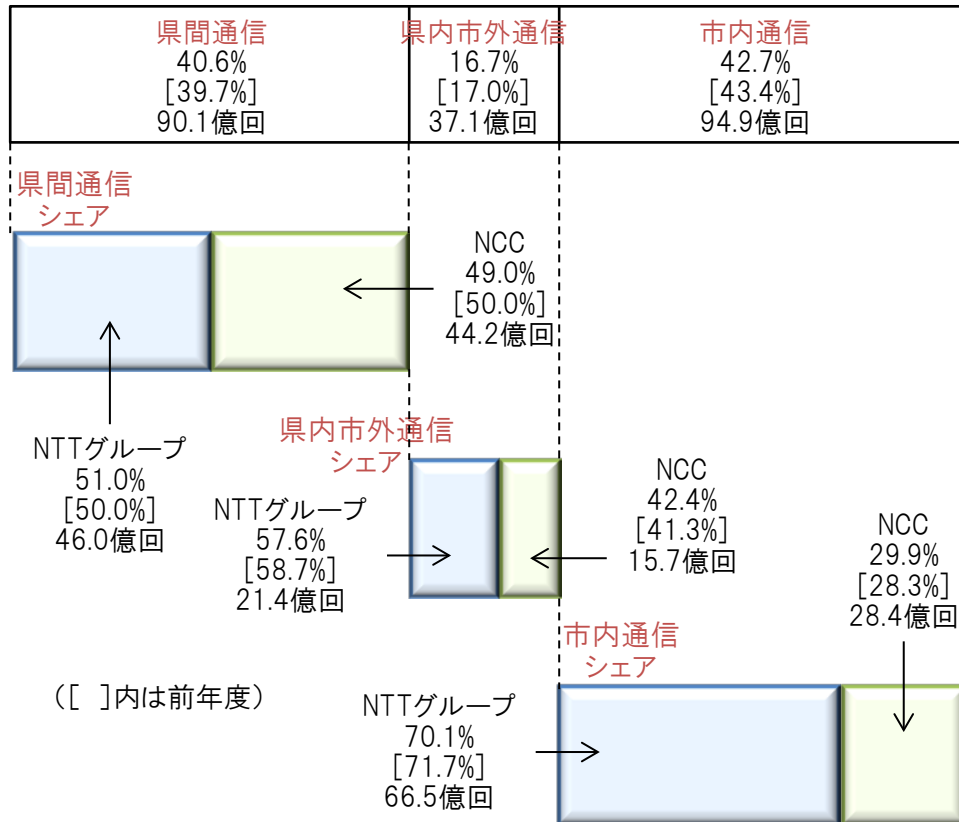 県間通信
40.6%
[39.7%]
90.1億回
県内市外通信
16.7%
[17.0%]
37.1億回
市内通信
42.7%
[43.4%]
94.9億回
県間通信
シェア
NCC
49.0%
[50.0%]
44.2億回
NTTグループ
51.0%
[50.0%]
46.0億回
県内市外通信
シェア
NTTグループ
57.6%
[58.7%]
21.4億回
NCC
42.4%
[41.3%]
15.7億回
NCC
29.9%
[28.3%]
28.4億回
市内通信
シェア
NTTグループ
70.1%
[71.7%]
66.5億回
([ ]内は前年度)